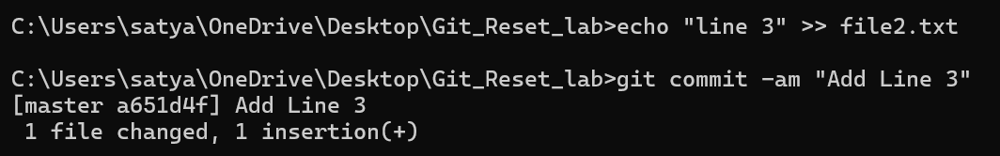 C:\Users\satya\OneDrive\Desktop\Git_Reset_lab>echo "line 3" >> file2.txt
C:\Users\satya\OneDrive\Desktop\Git_Reset_lab>git commit -am "Add Line 3"
[master a651d4f] Add Line 3
 1 file changed, 1 insertion(+)